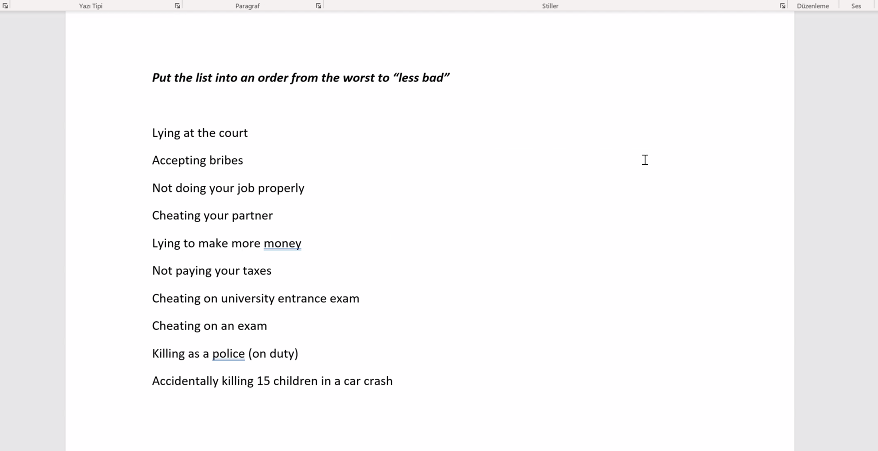 Yazı Tipi Paragraf Stiller Düzenleme Ses
Put the list into an order from the worst to “less bad”
Lying at the court
Accepting bribes
Not doing your job properly
Cheating your partner
Lying to make more money
Not paying your taxes
Cheating on university entrance exam
Cheating on an exam
Killing as a police (on duty)
Accidentally killing 15 children in a car crash